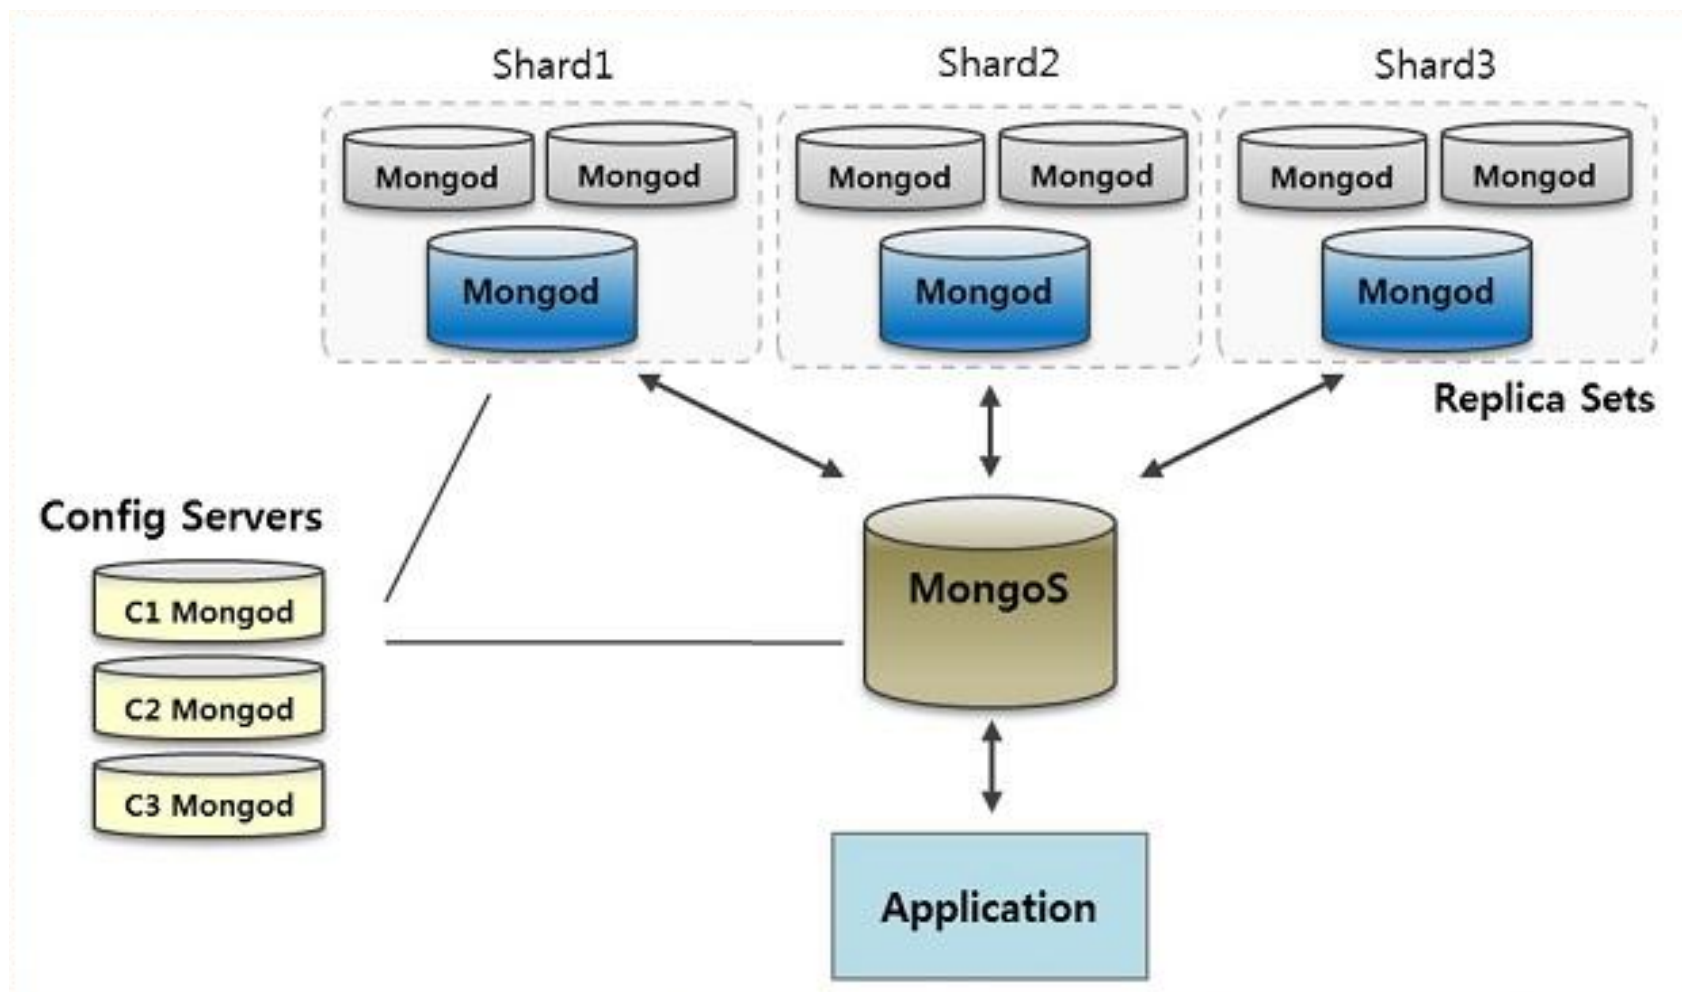 Shard1
Shard2
Shard3
Mongod
Mongod
Mongod
Mongod
Mongod
Mongod
Mongod
Mongod
Mongod
Replica Sets
Config Servers
C1 Mongod
C2 Mongod
C3 Mongod
MongoS
Application